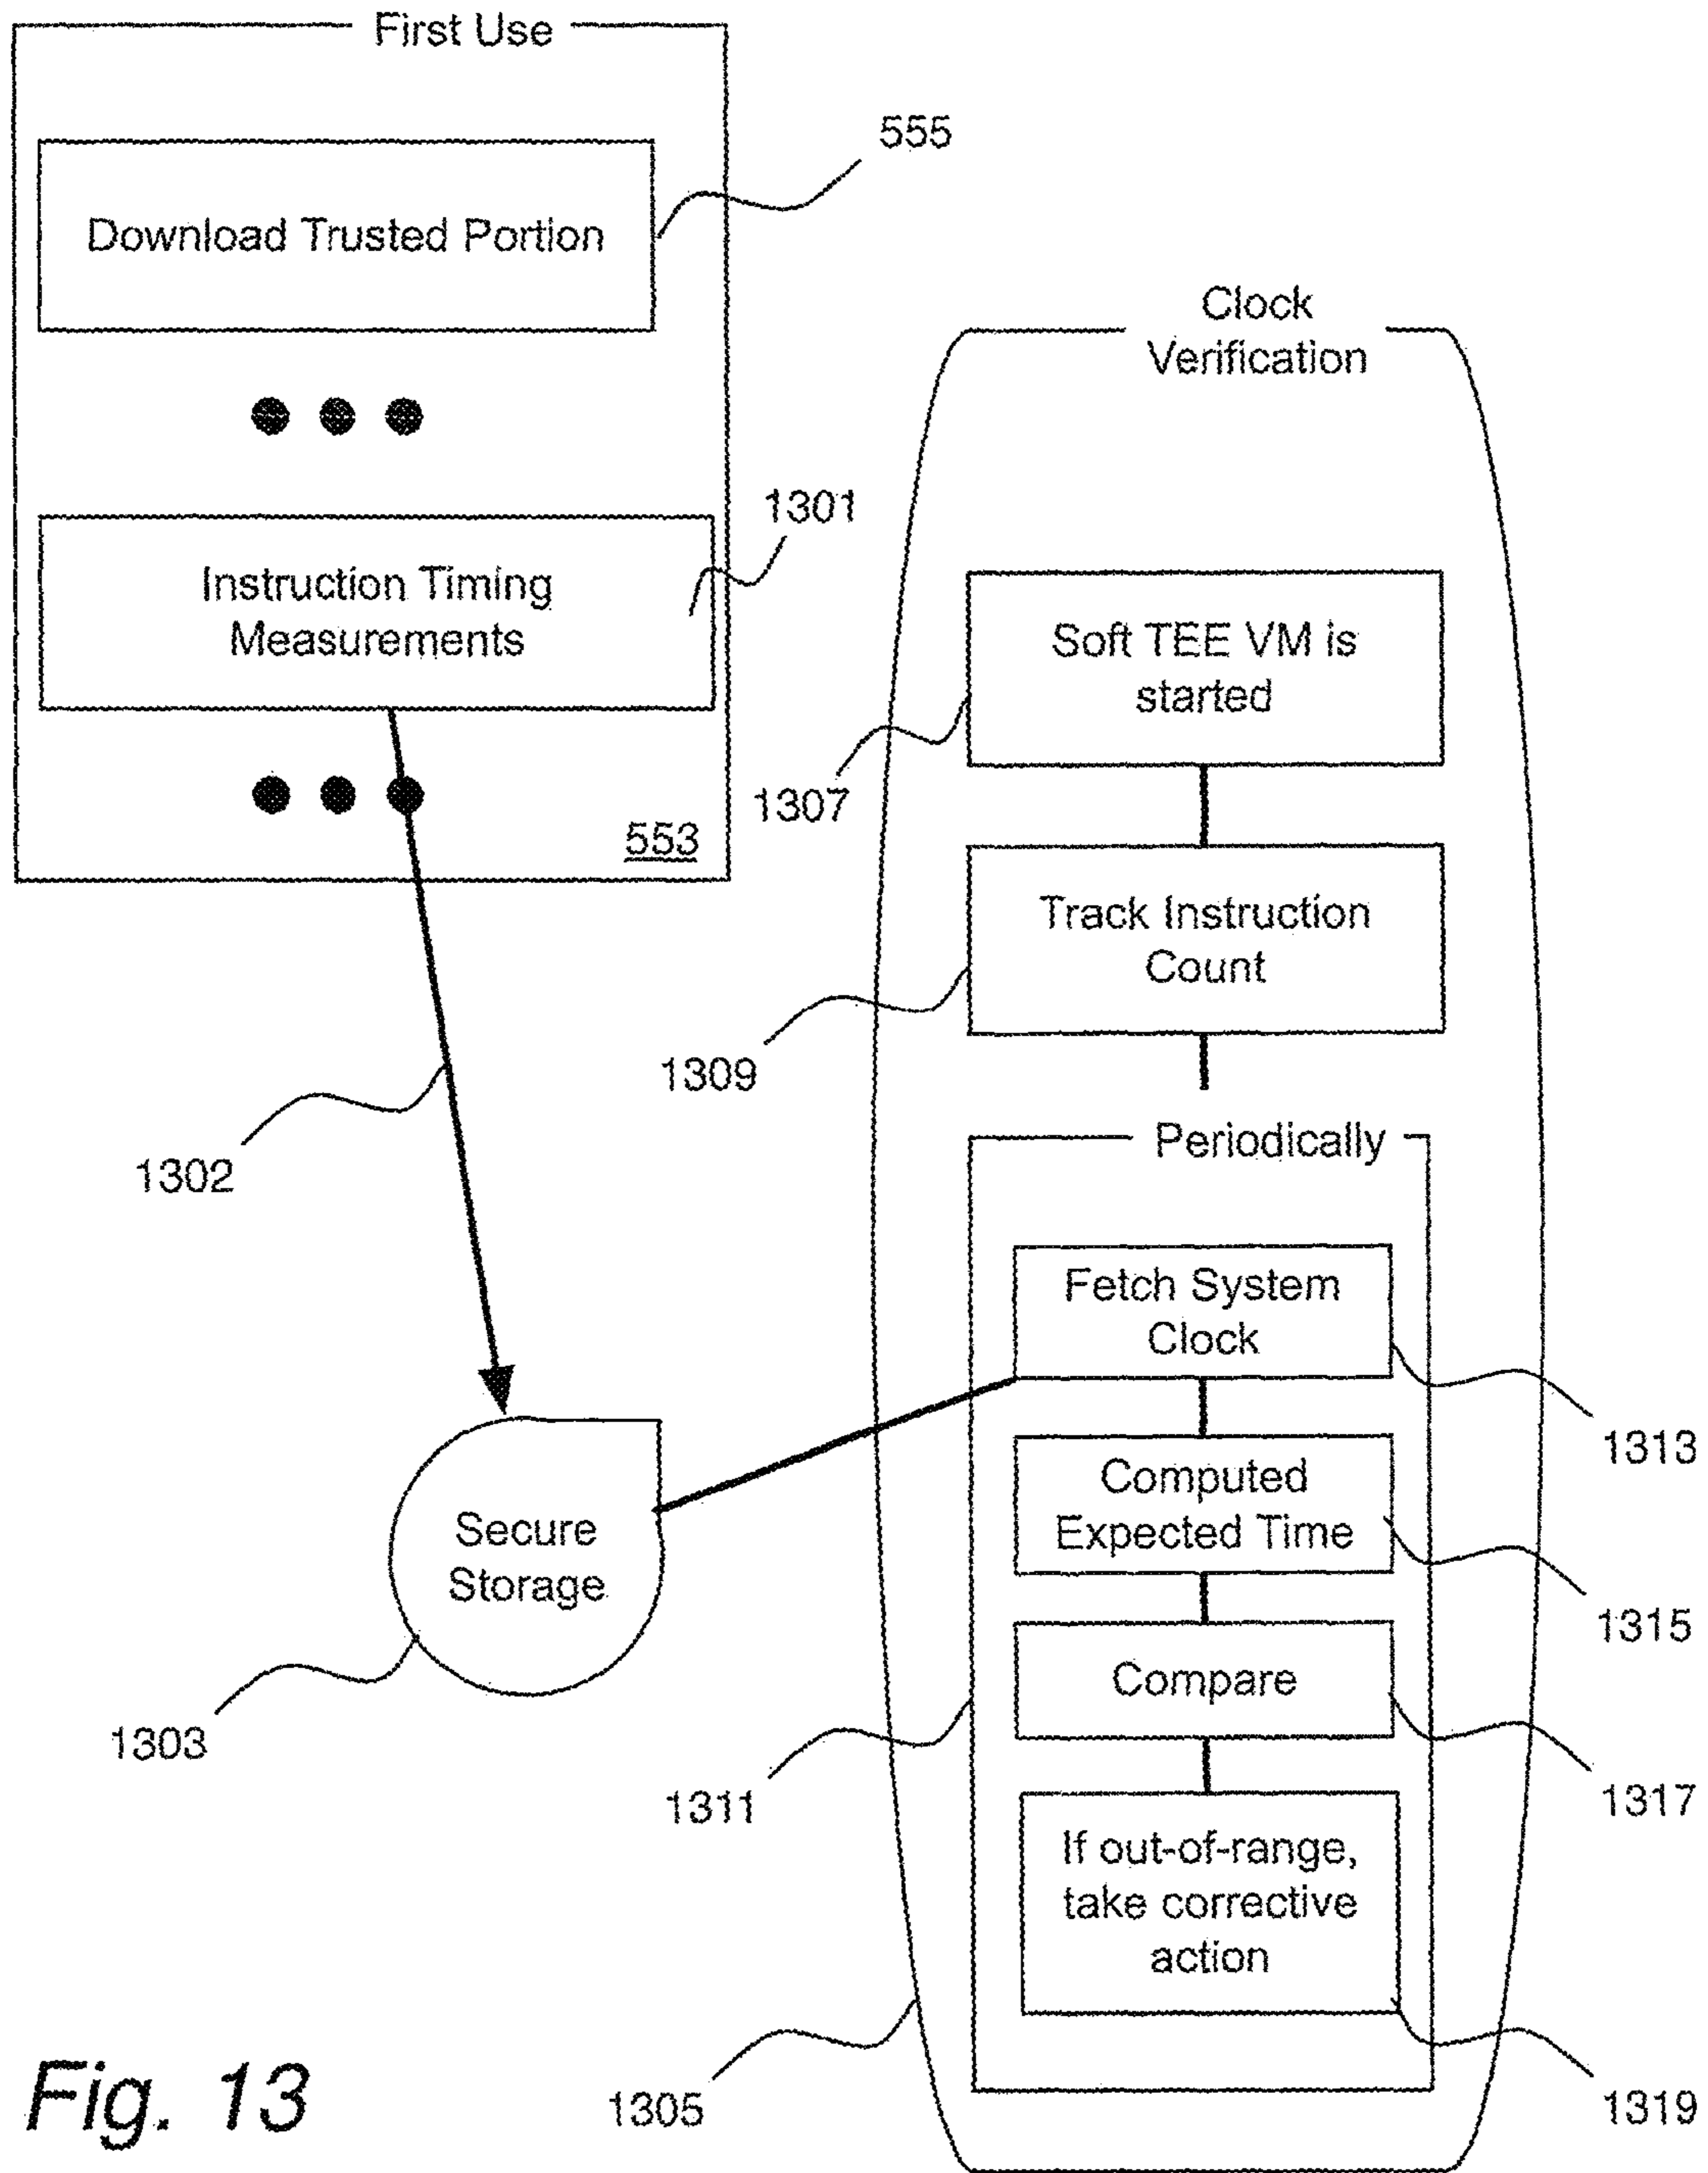 First Use
555
Download Trusted Portion
1301
Instruction Timing
Measurements
553
1302
Secure
Storage
1303
Clock
Verification
Soft TEE VM is
started
1307
Track Instruction
Count
1309
Periodically
Fetch System
Clock
1313
Computed
Expected Time
1315
Compare
1317
1311
If out-of-range,
take corrective
action
1319
1305
Fig. 13